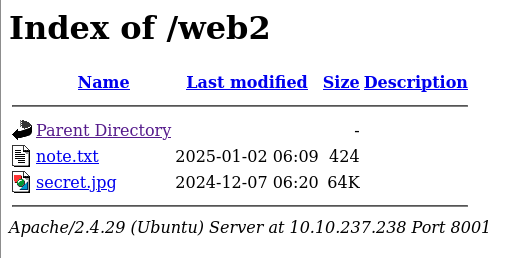 Index of /web2
Name Last modified Size Description
Parent Directory -
note.txt 2025-01-02 06:09 424
secret.jpg 2024-12-07 06:20 64K
Apache/2.4.29 (Ubuntu) Server at 10.10.237.238 Port 8001